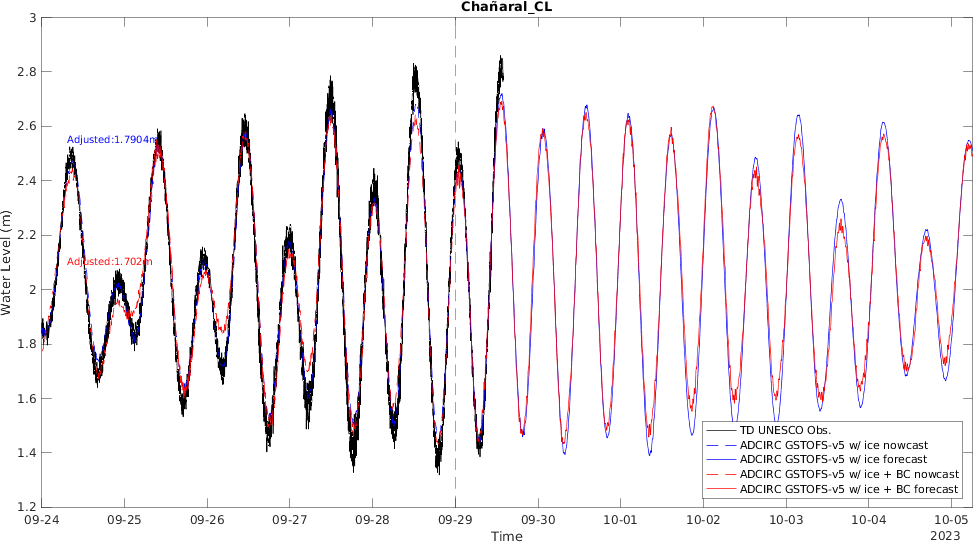 Chañaral_CL
3
2.8
2.6
2.4
2.2
2
1.8
1.6
1.4
1.2
Water Level (m)
Adjusted:1.7904m
Adjusted:1.702m
TD UNESCO Obs.
ADCIRC GSTOFS-v5 w/ ice nowcast
ADCIRC GSTOFS-v5 w/ ice forecast
ADCIRC GSTOFS-v5 w/ ice + BC nowcast
ADCIRC GSTOFS-v5 w/ ice + BC forecast
09-24 09-25 09-26 09-27 09-28 09-29 09-30 10-01 10-02 10-03 10-04 10-05
Time
2023